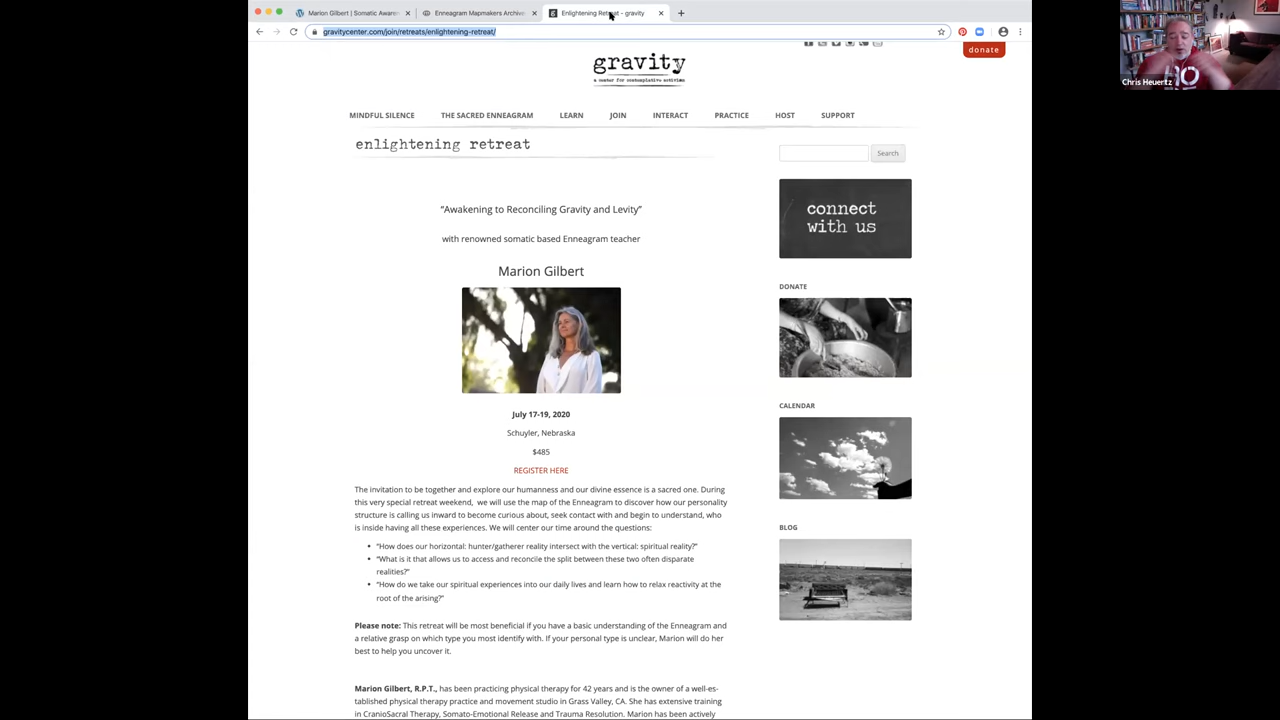 Marion Gilbert | Somatic Aware
Enneagram Mapmakers Archive
Enlightening Retreat – gravity
gravitycenter.com/join/retreats/enlightening-retreat/
Chris Heuertz
donate
gravity
a center for contemplative activism
MINDFUL SILENCE THE SACRED ENNEAGRAM LEARN JOIN INTERACT PRACTICE HOST SUPPORT
enlightening retreat
Search
“Awakening to Reconciling Gravity and Levity”
with renowned somatic based Enneagram teacher
Marion Gilbert
July 17-19, 2020
Schuyler, Nebraska
$485
REGISTER HERE
The invitation to be together and explore our humanness and our divine essence is a sacred one. During
this very special retreat weekend, we will use the map of the Enneagram to discover how our personality
structure is calling us inward to become curious about, seek contact with and begin to understand, who
is inside having all these experiences. We will center our time around the questions:
• “How does our horizontal: hunter/gatherer reality intersect with the vertical: spiritual reality?”
• “What is it that allows us to access and reconcile the split between these two often disparate
realities?”
• “How do we take our spiritual experiences into our daily lives and learn how to relax reactivity at the
root of the arising?”
Please note: This retreat will be most beneficial if you have a basic understanding of the Enneagram and
a relative grasp on which type you most identify with. If your personal type is unclear, Marion will do her
best to help you uncover it.
Marion Gilbert, R.P.T., has been practicing physical therapy for 42 years and is the owner of a well-es-
tablished physical therapy practice and movement studio in Grass Valley, CA. She has extensive training
in CranioSacral Therapy, Somato-Emotional Release and Trauma Resolution. Marion has been actively
connect
with us
DONATE
CALENDAR
BLOG